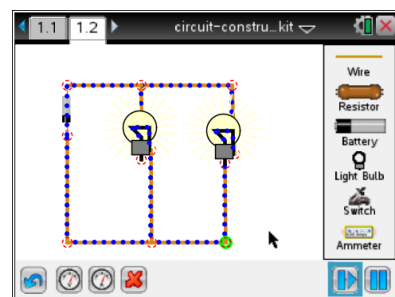 1.1
1.2
circuit-constru…kit
Wire
Resistor
Battery
Light Bulb
Switch
Ammeter